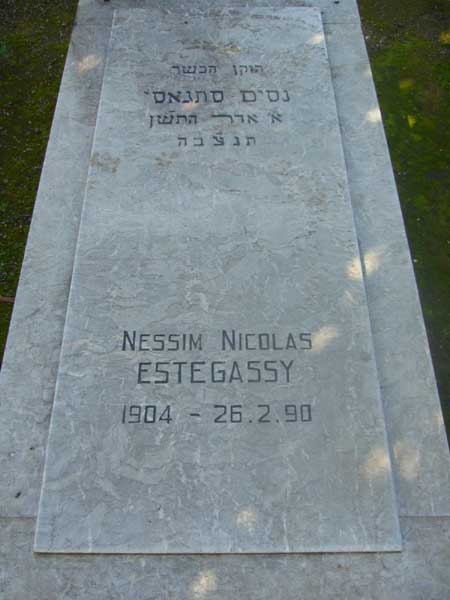 הזקן הכשר
נסים סתגאסי
א׳ אדר התשן
תנצבה
NESSIM NICOLAS
ESTEGASSY
1904 - 26.2.90